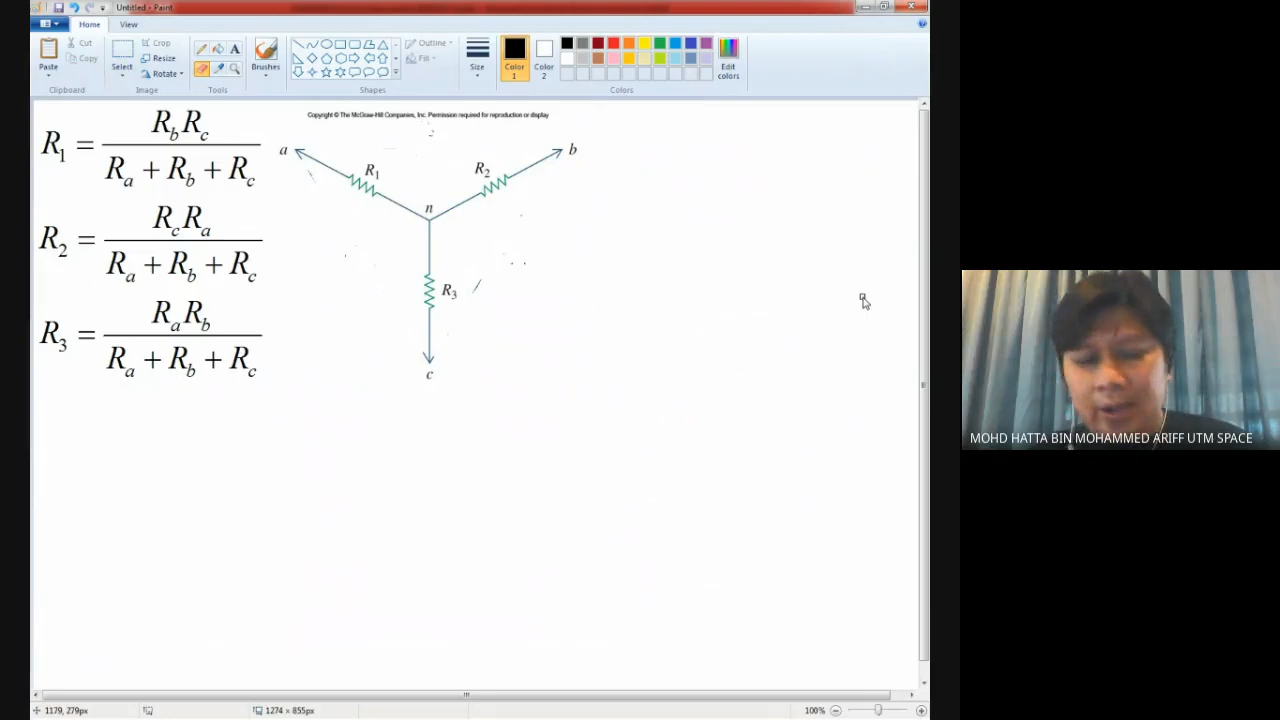 Untitled - Paint
Home View
Paste
Cut
Copy
Clipboard
Select
Crop
Resize
Rotate
Image
A
Tools
Brushes
Outline
Fill
Shapes
Size
Color 1
Color 2
Edit colors
Colors
Copyright © The McGraw-Hill Companies, Inc. Permission required for reproduction or display
R1 = RbRc / Ra + Rb + Rc
R2 = RcRa / Ra + Rb + Rc
R3 = RaRb / Ra + Rb + Rc
a
R1
R2
b
n
R3
c
MOHD HATTA BIN MOHAMMED ARIFF UTM SPACE
1179, 279px
1274 × 855px
100%